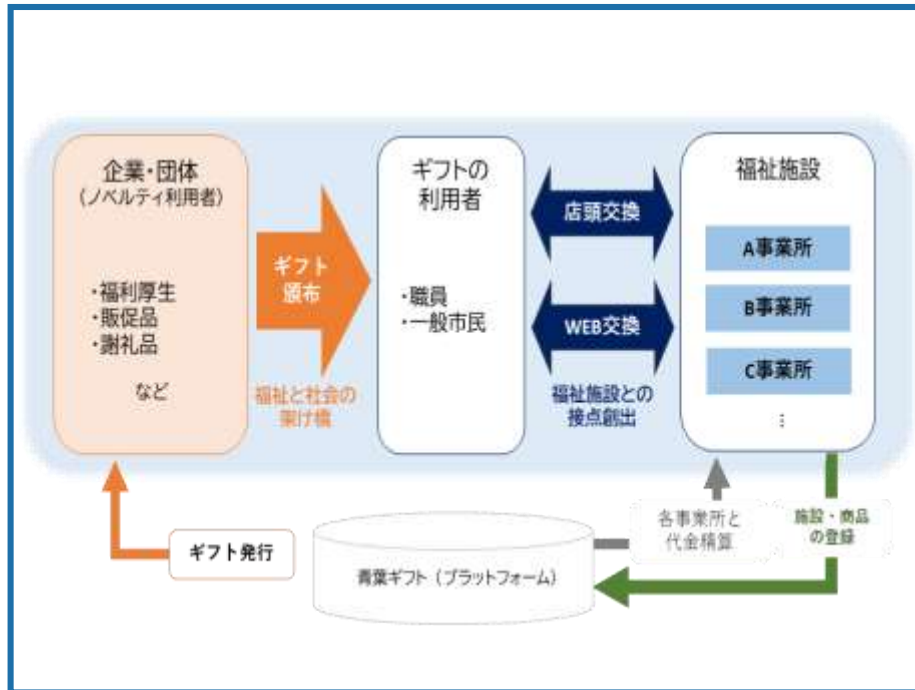 企業・団体
（ノベルティ利用者）
・福利厚生
・販促品
・謝礼品
など
ギフト
頒布
福祉と社会の
架け橋
ギフトの
利用者
・職員
・一般市民
店頭交換
WEB交換
福祉施設との
接点創出
福祉施設
A事業所
B事業所
C事業所
⋮
ギフト発行
青葉ギフト（プラットフォーム）
各事業所と
代金精算
施設・商品
の登録